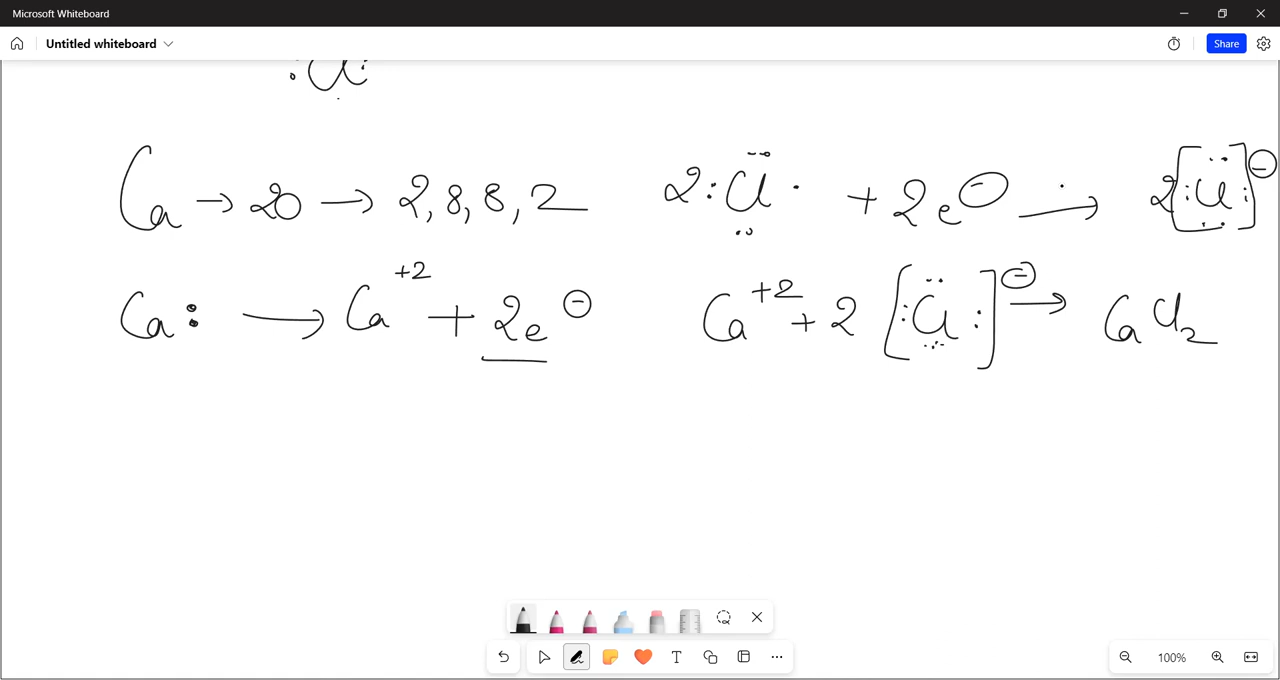 Microsoft Whiteboard
Untitled whiteboard
Share
:Cl:
Ca → 20 → 2, 8, 8, 2
2 :Cl· + 2e⊖ → 2[:Cl:]⊖
Ca: → Ca+2 + 2e⊖
Ca+2 + 2 [:Cl:]⊖ → CaCl2
100%